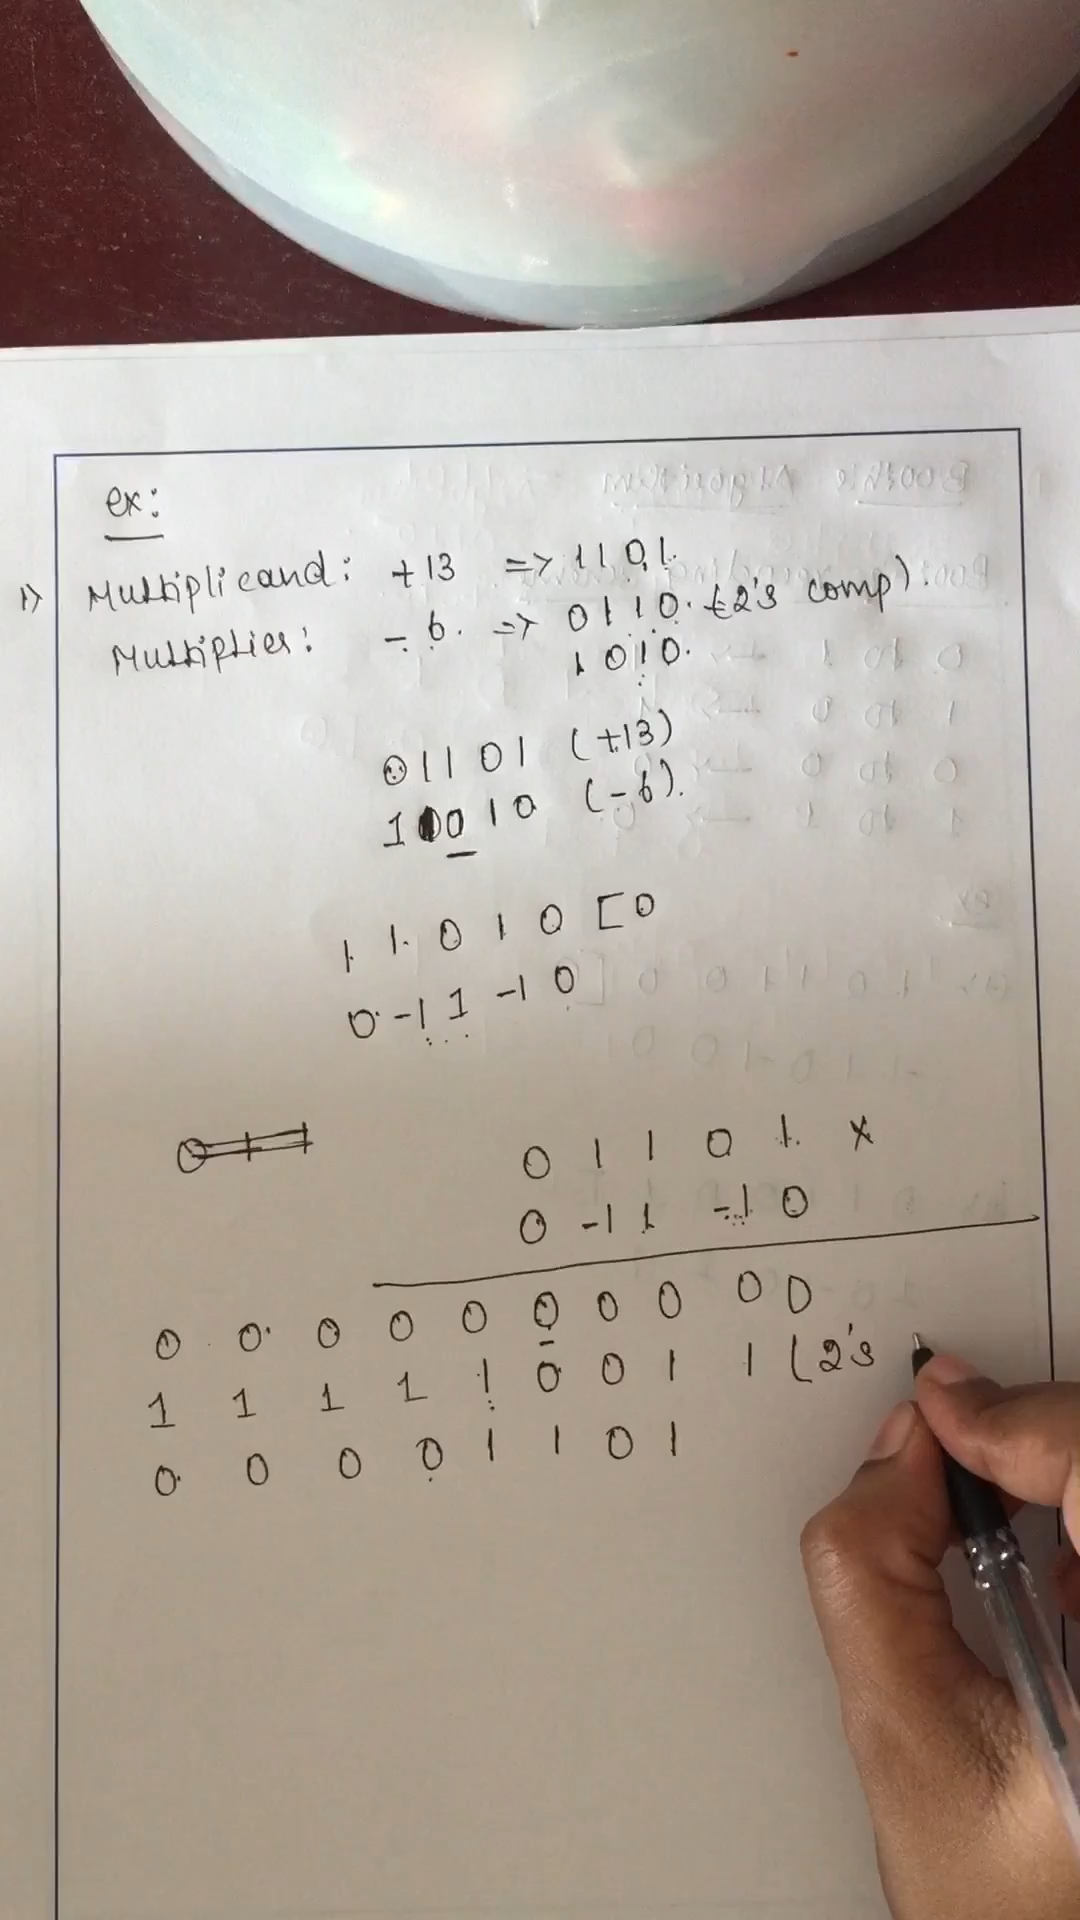 ex:
1) Multiplicand: +13 => 1101.
Multiplier: - 6. => 0110. (2's comp).
1010.
01101 (+13)
1 0 10 (-6).
1 1 0 1 0 [0
0 -1 1 -1 0
0 1 1 0 1 x
0 -1 1 -1 0
0 0 0 0 0 0 0 0 0 0
1 1 1 1 1 0 0 1 1 (2's
0 0 0 0 1 1 0 1